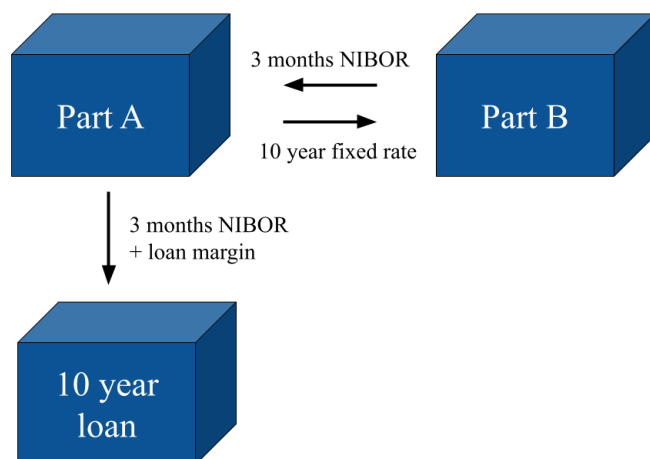 3 months NIBOR
Part A
Part B
10 year fixed rate
3 months NIBOR
+ loan margin
10 year
loan